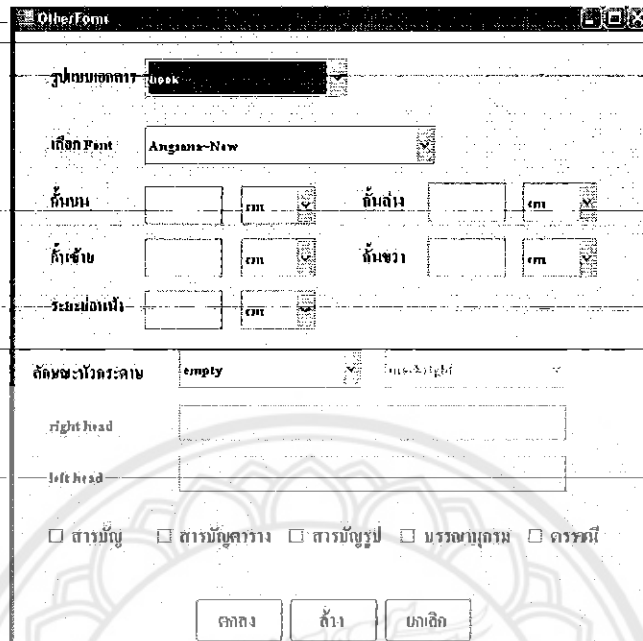 OtherForm
รูปแบบเอกสาร book
เลือก Font Angsana-New
กั้นบน cm กั้นล่าง cm
กั้นซ้าย cm กั้นขวา cm
ระยะย่อหน้า cm
ลักษณะหัวกระดาษ empty
right head
left head
สารบัญ สารบัญตาราง สารบัญรูป บรรณานุกรม ดรรชนี
ตกลง ล้าง ยกเลิก